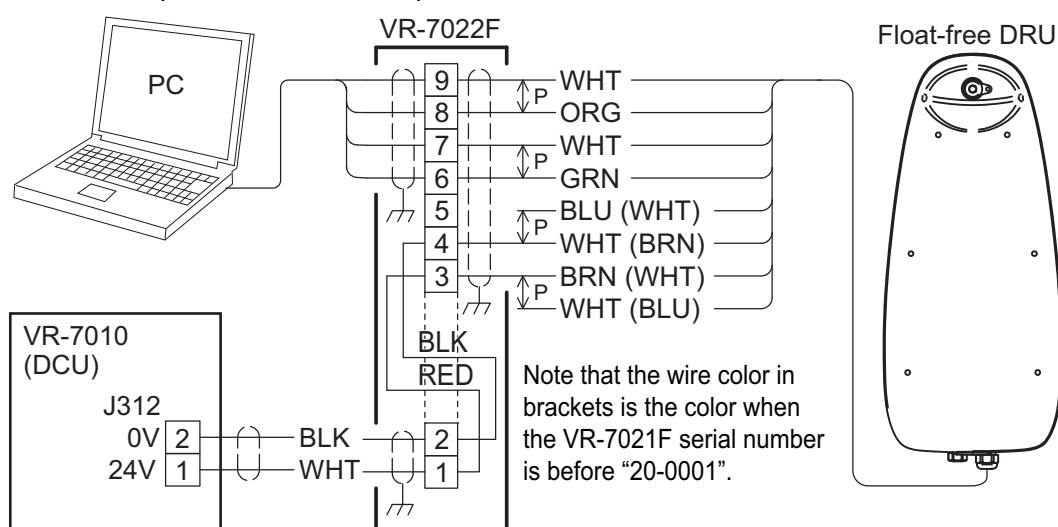 VR-7022F
Float-free DRU
PC
9 WHT
P
8 ORG
7 WHT
P
6 GRN
5 BLU (WHT)
P
4 WHT (BRN)
3 BRN (WHT)
P
WHT (BLU)
VR-7010
(DCU)
BLK
RED
J312
0V 2 BLK 2
24V 1 WHT 1
Note that the wire color in
brackets is the color when
the VR-7021F serial number
is before “20-0001”.